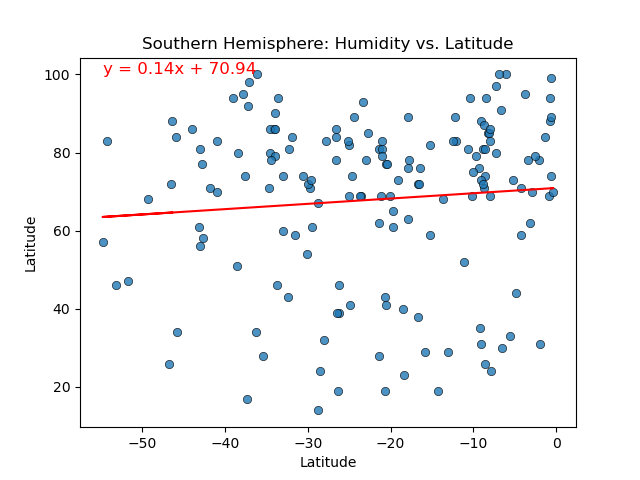 Southern Hemisphere: Humidity vs. Latitude
y = 0.14x + 70.94
100
80
60
40
20
Latitude
−50 −40 −30 −20 −10 0
Latitude